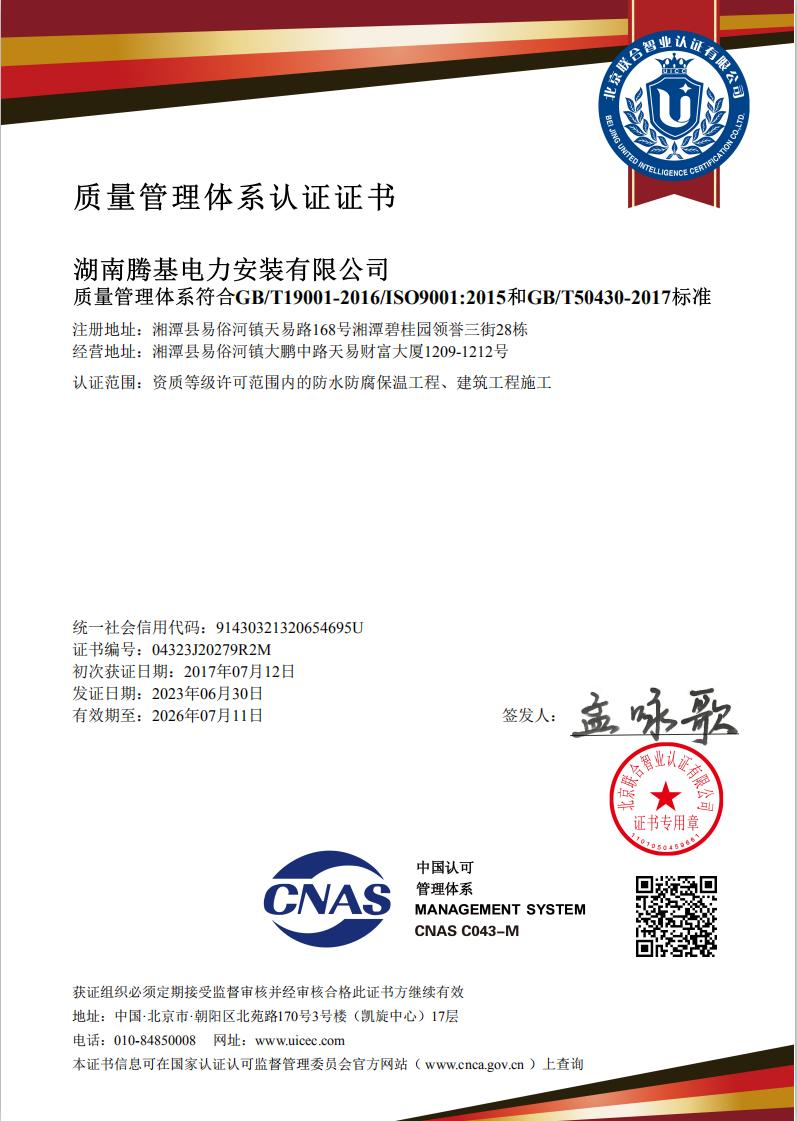 北京联合智业认证有限公司
UICC
U
BEI JING UNITED INTELLIGENCE CERTIFICATION CO.,LTD.
质量管理体系认证证书
湖南腾基电力安装有限公司
质量管理体系符合GB/T19001-2016/ISO9001:2015和GB/T50430-2017标准
注册地址：湘潭县易俗河镇天易路168号湘潭碧桂园领誉三街28栋
经营地址：湘潭县易俗河镇大鹏中路天易财富大厦1209-1212号
认证范围：资质等级许可范围内的防水防腐保温工程、建筑工程施工
统一社会信用代码：91430321320654695U
证书编号：04323J20279R2M
初次获证日期：2017年07月12日
发证日期：2023年06月30日
有效期至：2026年07月11日
签发人：孟咏歌
北京联合智业认证有限公司
证书专用章
1101050459661
CNAS
中国认可
管理体系
MANAGEMENT SYSTEM
CNAS C043-M
获证组织必须定期接受监督审核并经审核合格此证书方继续有效
地址：中国·北京市·朝阳区北苑路170号3号楼（凯旋中心）17层
电话：010-84850008 网址：www.uicec.com
本证书信息可在国家认证认可监督管理委员会官方网站（www.cnca.gov.cn）上查询